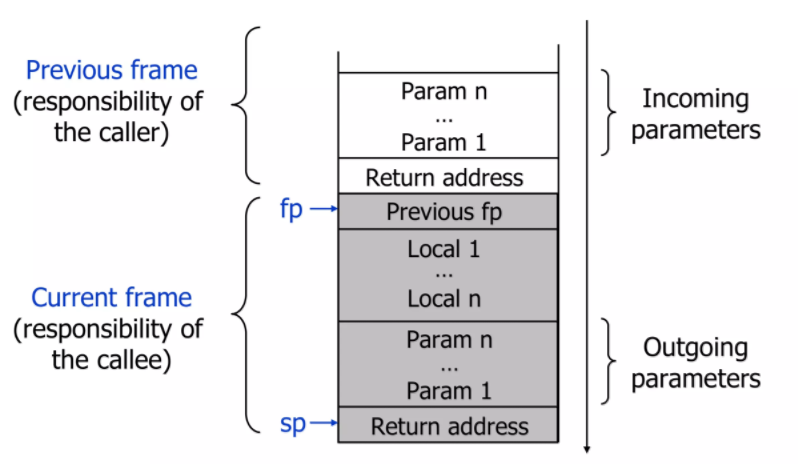 Previous frame
(responsibility of
the caller)
Param n
...
Param 1
Incoming
parameters
Return address
fp
Previous fp
Local 1
...
Local n
Current frame
(responsibility of
the callee)
Param n
...
Param 1
Outgoing
parameters
sp
Return address